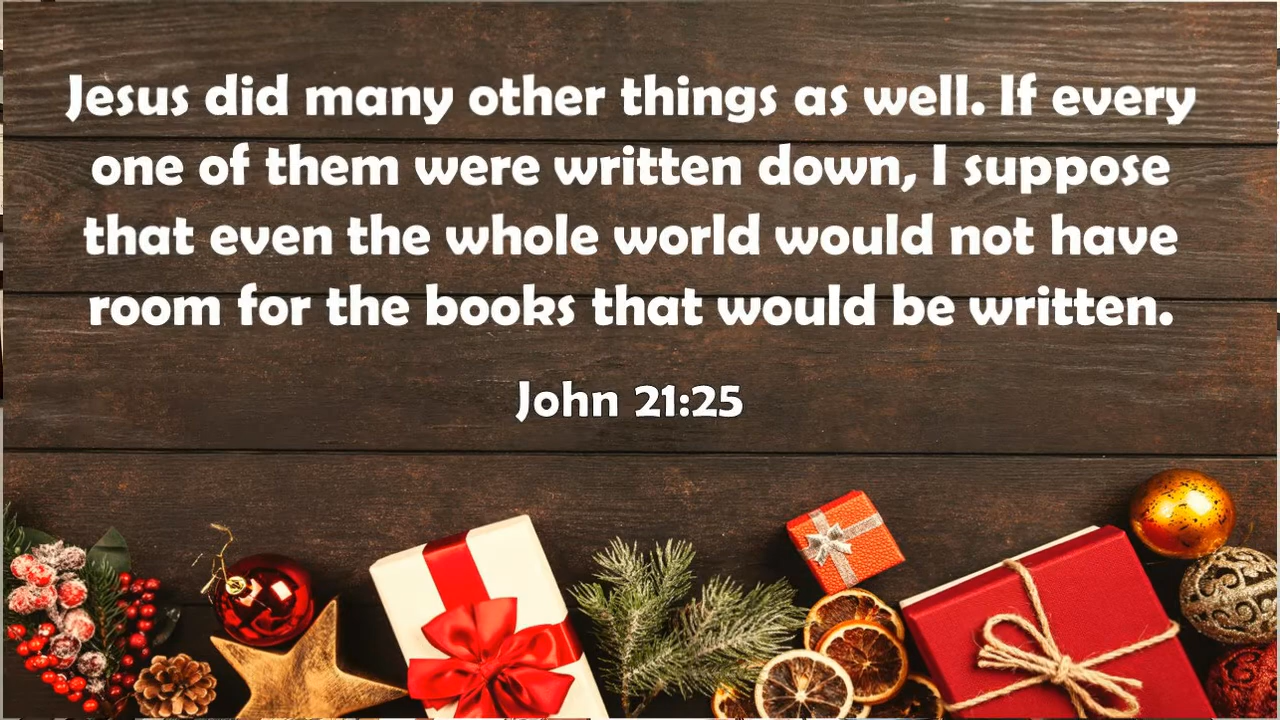 Jesus did many other things as well. If every
one of them were written down, I suppose
that even the whole world would not have
room for the books that would be written.
John 21:25